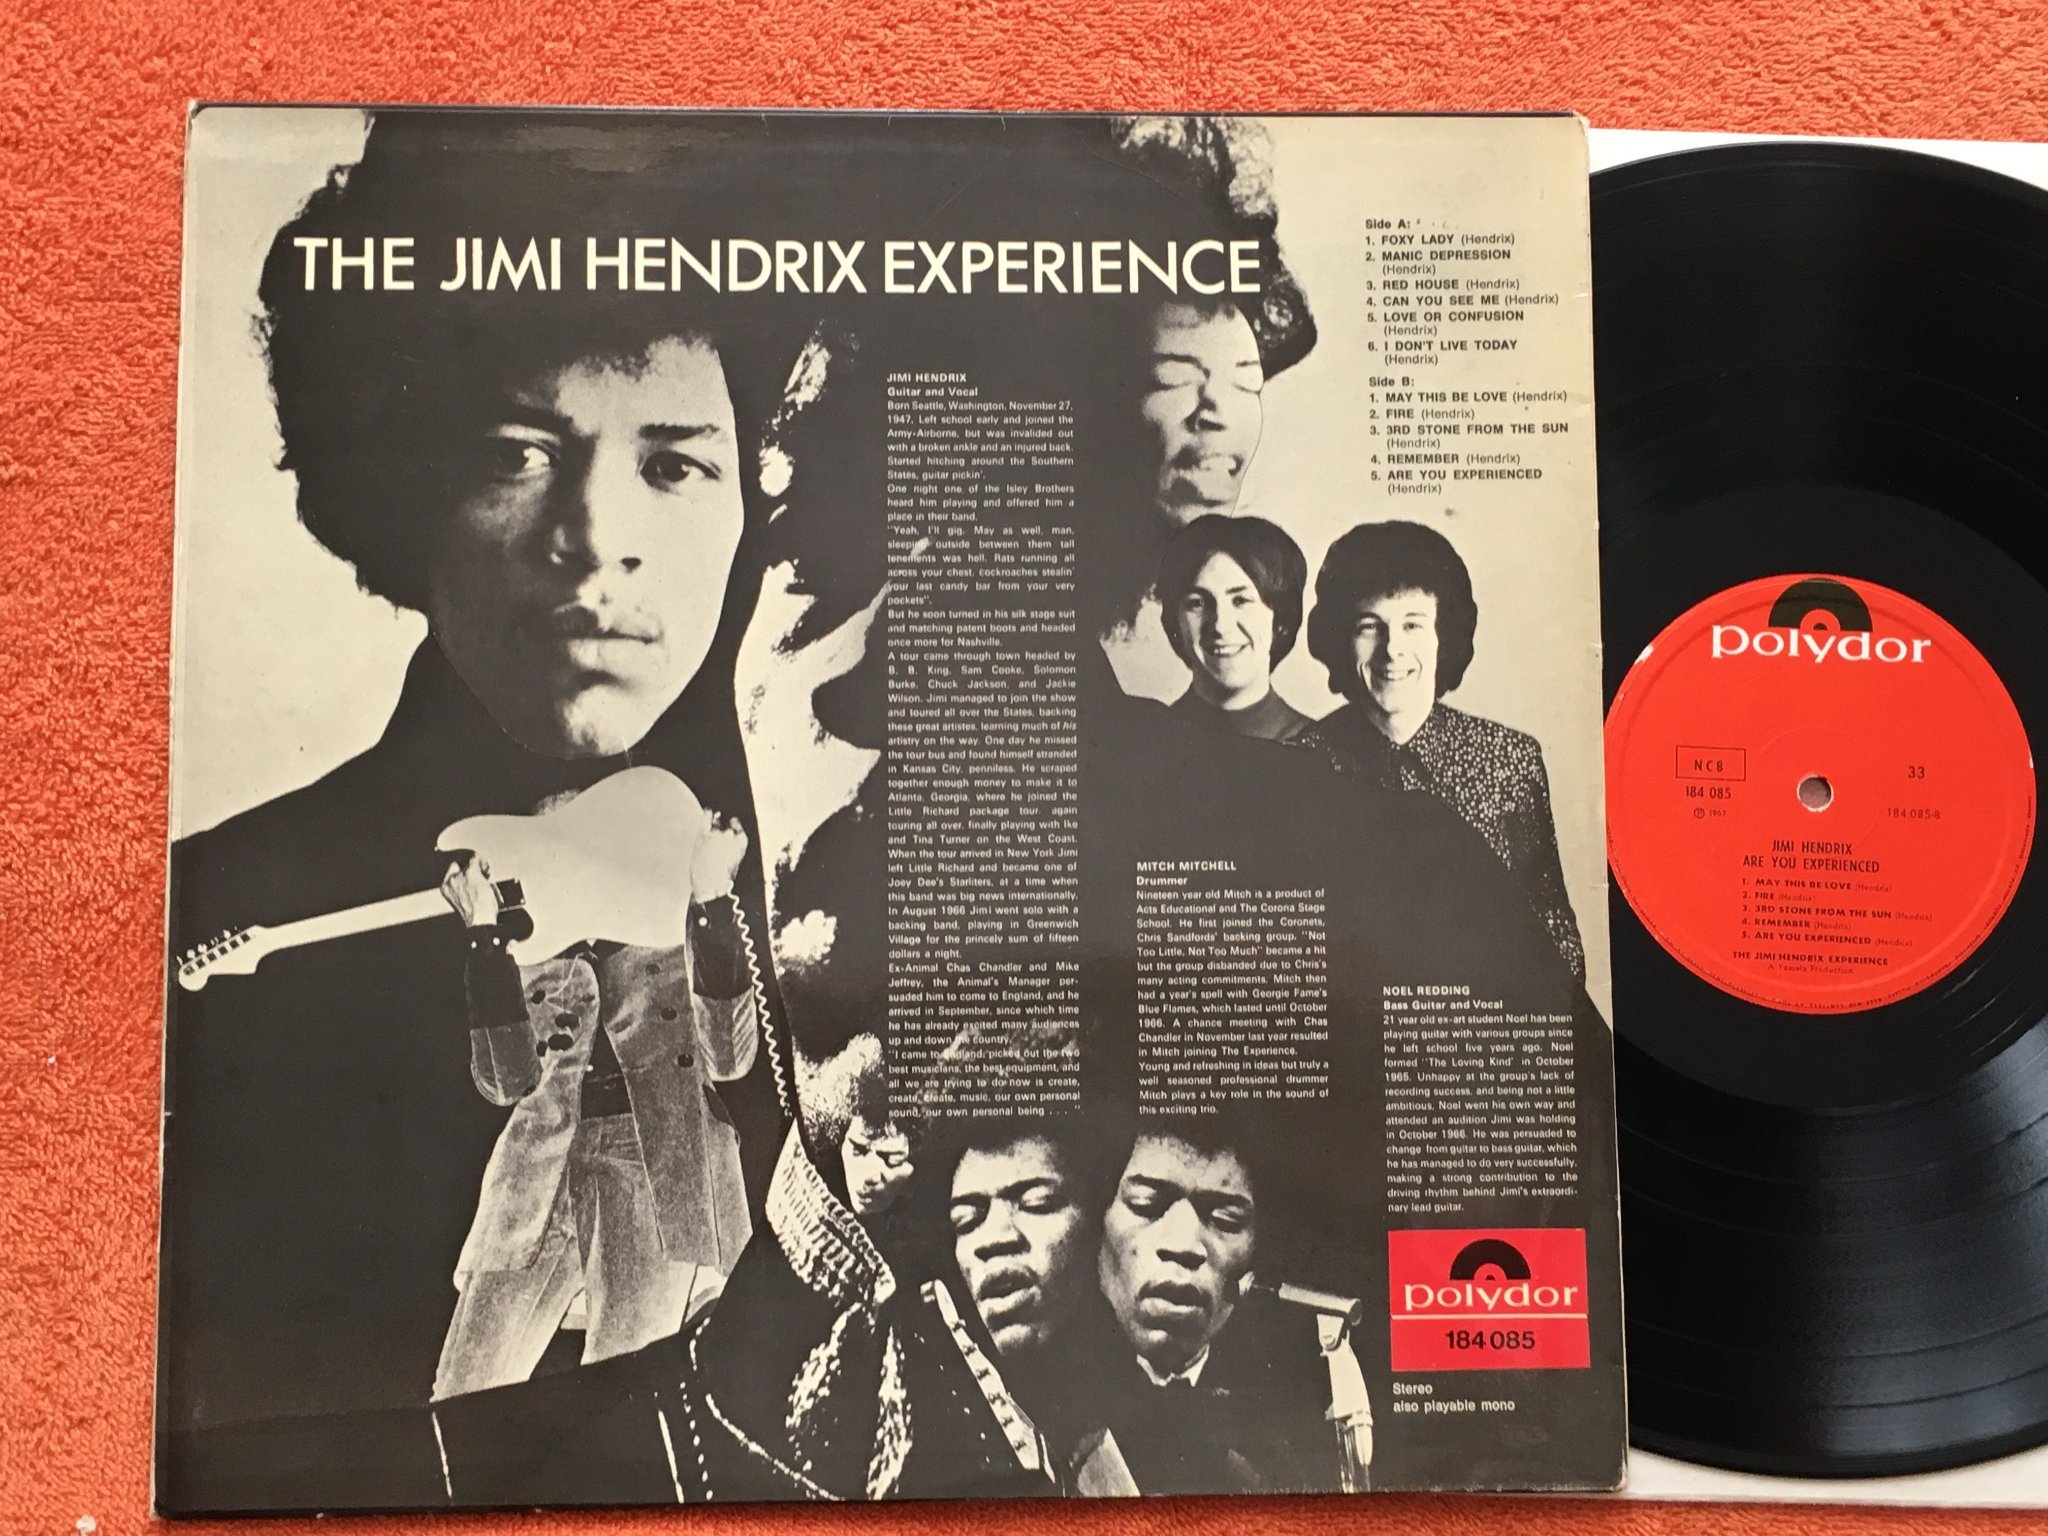 THE JIMI HENDRIX EXPERIENCE
Side A:
1. FOXY LADY (Hendrix)
2. MANIC DEPRESSION
(Hendrix)
3. RED HOUSE (Hendrix)
4. CAN YOU SEE ME (Hendrix)
5. LOVE OR CONFUSION
(Hendrix)
6. I DON'T LIVE TODAY
(Hendrix)
Side B:
1. MAY THIS BE LOVE (Hendrix)
2. FIRE (Hendrix)
3. 3RD STONE FROM THE SUN
(Hendrix)
4. REMEMBER (Hendrix)
5. ARE YOU EXPERIENCED
(Hendrix)
JIMI HENDRIX
Guitar and Vocal
Born Seattle, Washington, November 27,
1947. Left school early and joined the
Army-Airborne, but was invalided out
with a broken ankle and an injured back.
Started hitching around the Southern
States, guitar pickin'.
One night one of the Isley Brothers
heard him playing and offered him a
place in their band.
"Yeah, I'll gig. May as well, man,
sleeping outside between them tall
tenements was hell. Rats running all
across your chest, cockroaches stealin'
your last candy bar from your very
pockets".
But he soon turned in his silk stage suit
and matching patent boots and headed
once more for Nashville.
A tour came through town headed by
B. B. King, Sam Cooke, Solomon
Burke, Chuck Jackson, and Jackie
Wilson. Jimi managed to join the show
and toured all over the States, backing
these great artistes, learning much of his
artistry on the way. One day he missed
the tour bus and found himself stranded
in Kansas City, penniless. He scraped
together enough money to make it to
Atlanta, Georgia, where he joined the
Little Richard package tour, again
touring all over, finally playing with Ike
and Tina Turner on the West Coast.
When the tour arrived in New York Jimi
left Little Richard and became one of
Joey Dee's Starliters, at a time when
this band was big news internationally.
In August 1966 Jimi went solo with a
backing band, playing in Greenwich
Village for the princely sum of fifteen
dollars a night.
Ex-Animal Chas Chandler and Mike
Jeffrey, the Animal's Manager per-
suaded him to come to England, and he
arrived in September, since which time
he has already excited many audiences
up and down the country.
"I came to England, picked out the two
best musicians, the best equipment, and
all we are trying to do now is create,
create, create, music, our own personal
sound, our own personal being . . . "
MITCH MITCHELL
Drummer
Nineteen year old Mitch is a product of
Acts Educational and The Corona Stage
School. He first joined the Coronets,
Chris Sandfords' backing group. "Not
Too Little, Not Too Much" became a hit
but the group disbanded due to Chris's
many acting commitments. Mitch then
had a year's spell with Georgie Fame's
Blue Flames, which lasted until October
1966. A chance meeting with Chas
Chandler in November last year resulted
in Mitch joining The Experience.
Young and refreshing in ideas but truly a
well seasoned professional drummer
Mitch plays a key role in the sound of
this exciting trio.
NOEL REDDING
Bass Guitar and Vocal
21 year old ex-art student Noel has been
playing guitar with various groups since
he left school five years ago. Noel
formed "The Loving Kind" in October
1965. Unhappy at the group's lack of
recording success, and being not a little
ambitious, Noel went his own way and
attended an audition Jimi was holding
in October 1966. He was persuaded to
change from guitar to bass guitar, which
he has managed to do very successfully,
making a strong contribution to the
driving rhythm behind Jimi's extraordi-
nary lead guitar.
polydor
184 085
Stereo
also playable mono
polydor
NCB
184 085
℗ 1967
33
184 085-B
JIMI HENDRIX
ARE YOU EXPERIENCED
1. MAY THIS BE LOVE (Hendrix)
2. FIRE (Hendrix)
3. 3RD STONE FROM THE SUN (Hendrix)
4. REMEMBER (Hendrix)
5. ARE YOU EXPERIENCED (Hendrix)
THE JIMI HENDRIX EXPERIENCE
A Yameta Production